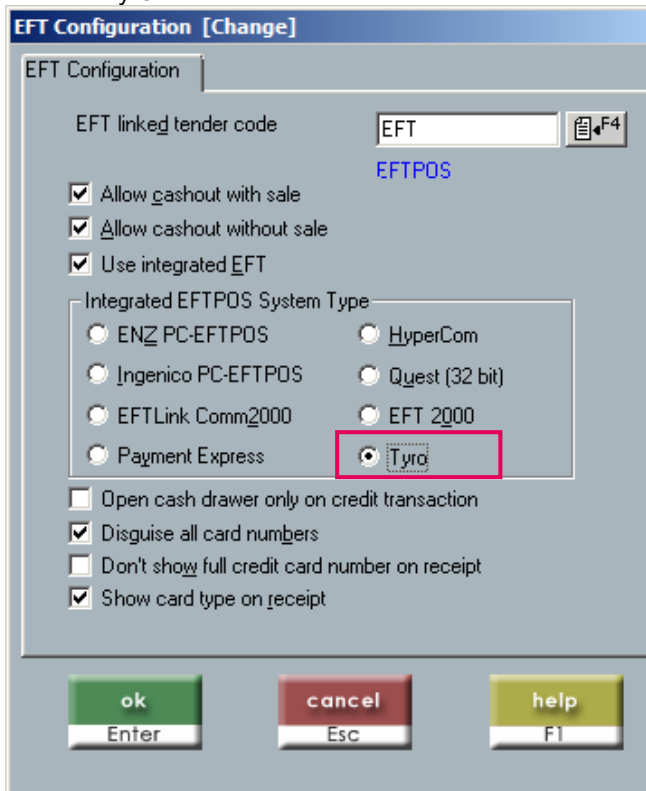 EFT Configuration [Change]
EFT Configuration
EFT linked tender code EFT F4
EFTPOS
Allow cashout with sale
Allow cashout without sale
Use integrated EFT
Integrated EFTPOS System Type
ENZ PC-EFTPOS HyperCom
Ingenico PC-EFTPOS Quest (32 bit)
EFTLink Comm2000 EFT 2000
Payment Express Tyro
Open cash drawer only on credit transaction
Disguise all card numbers
Don't show full credit card number on receipt
Show card type on receipt
ok cancel help
Enter Esc F1